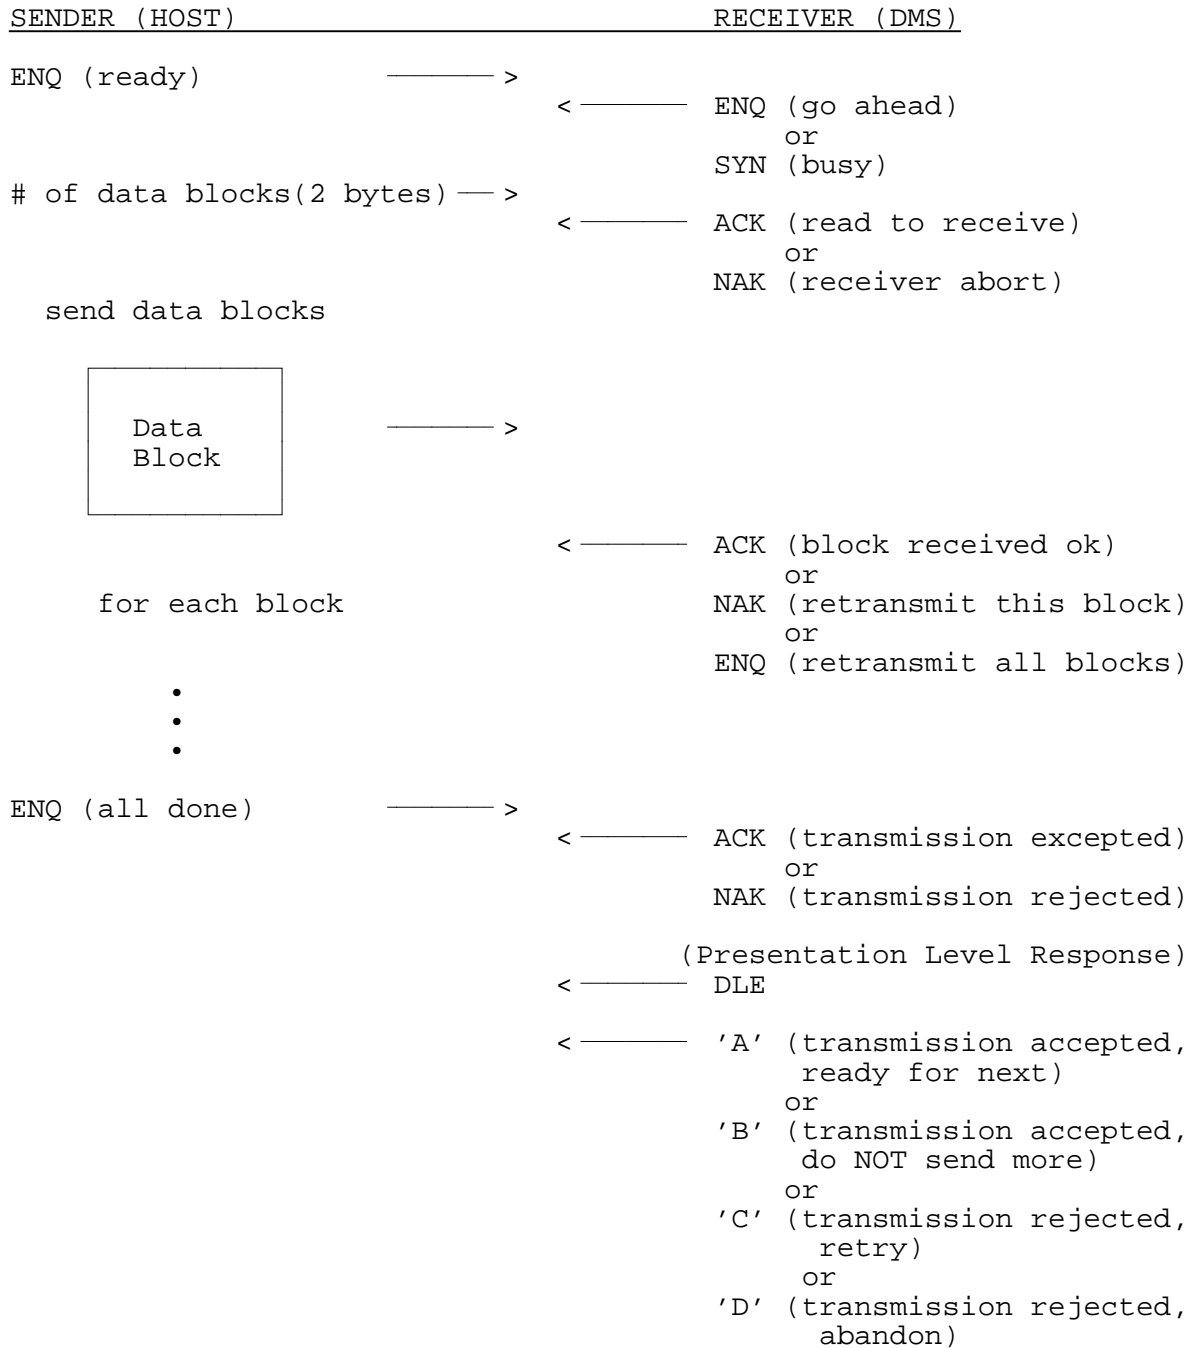 SENDER (HOST) RECEIVER (DMS)
ENQ (ready) >
< ENQ (go ahead)
or
SYN (busy)
# of data blocks(2 bytes) >
< ACK (read to receive)
or
NAK (receiver abort)
send data blocks
Data >
Block
< ACK (block received ok)
or
for each block NAK (retransmit this block)
or
ENQ (retransmit all blocks)
•
•
•
ENQ (all done) >
< ACK (transmission excepted)
or
NAK (transmission rejected)
(Presentation Level Response)
< DLE
< 'A' (transmission accepted,
ready for next)
or
'B' (transmission accepted,
do NOT send more)
or
'C' (transmission rejected,
retry)
or
'D' (transmission rejected,
abandon)